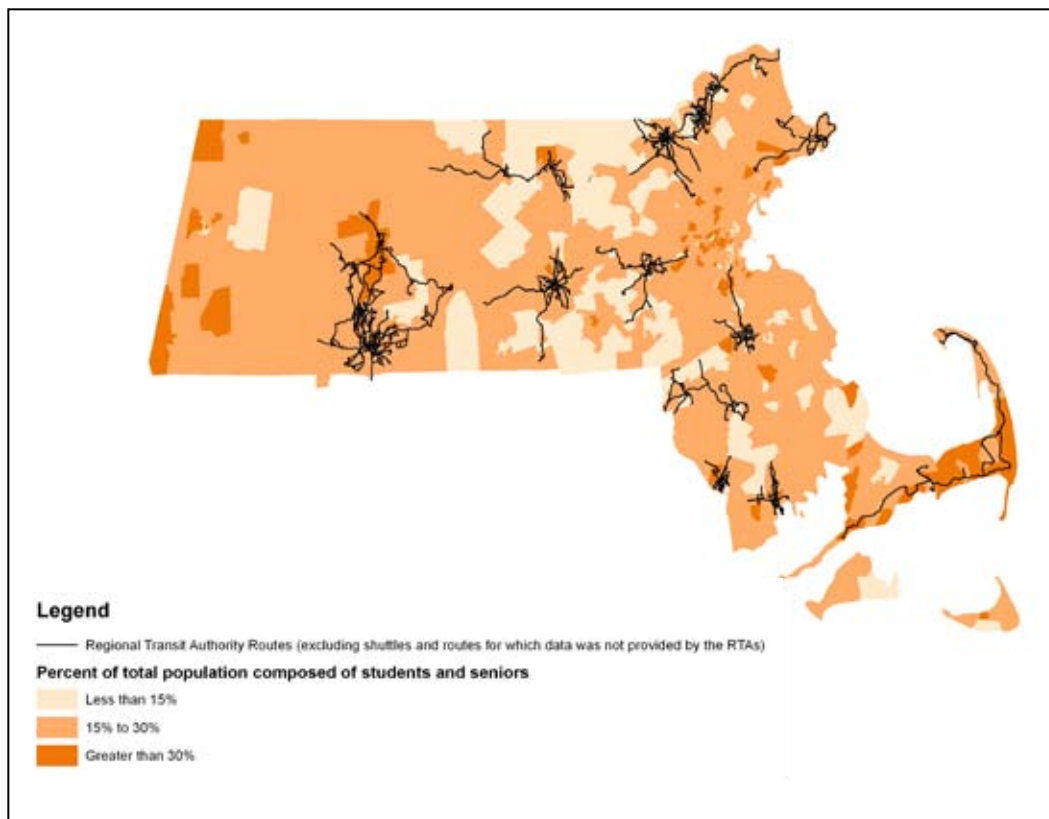 Legend
Regional Transit Authority Routes (excluding shuttles and routes for which data was not provided by the RTAs)
Percent of total population composed of students and seniors
Less than 15%
15% to 30%
Greater than 30%